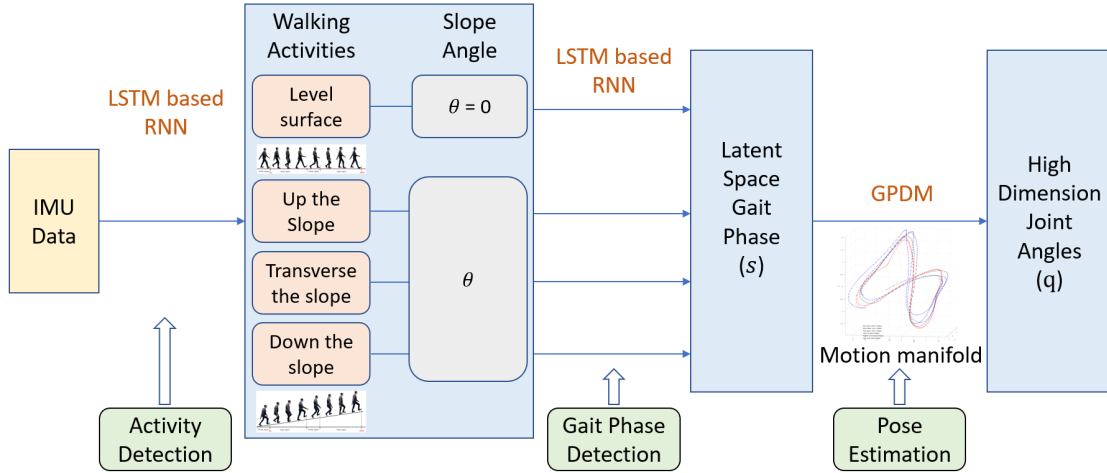 Walking
Activities
Slope
Angle
LSTM based
RNN
Level
surface
θ = 0
LSTM based
RNN
IMU
Data
Up the
Slope
Transverse
the slope
Down the
slope
θ
Latent
Space
Gait
Phase
(s)
GPDM
Motion manifold
High
Dimension
Joint
Angles
(q)
Activity
Detection
Gait Phase
Detection
Pose
Estimation